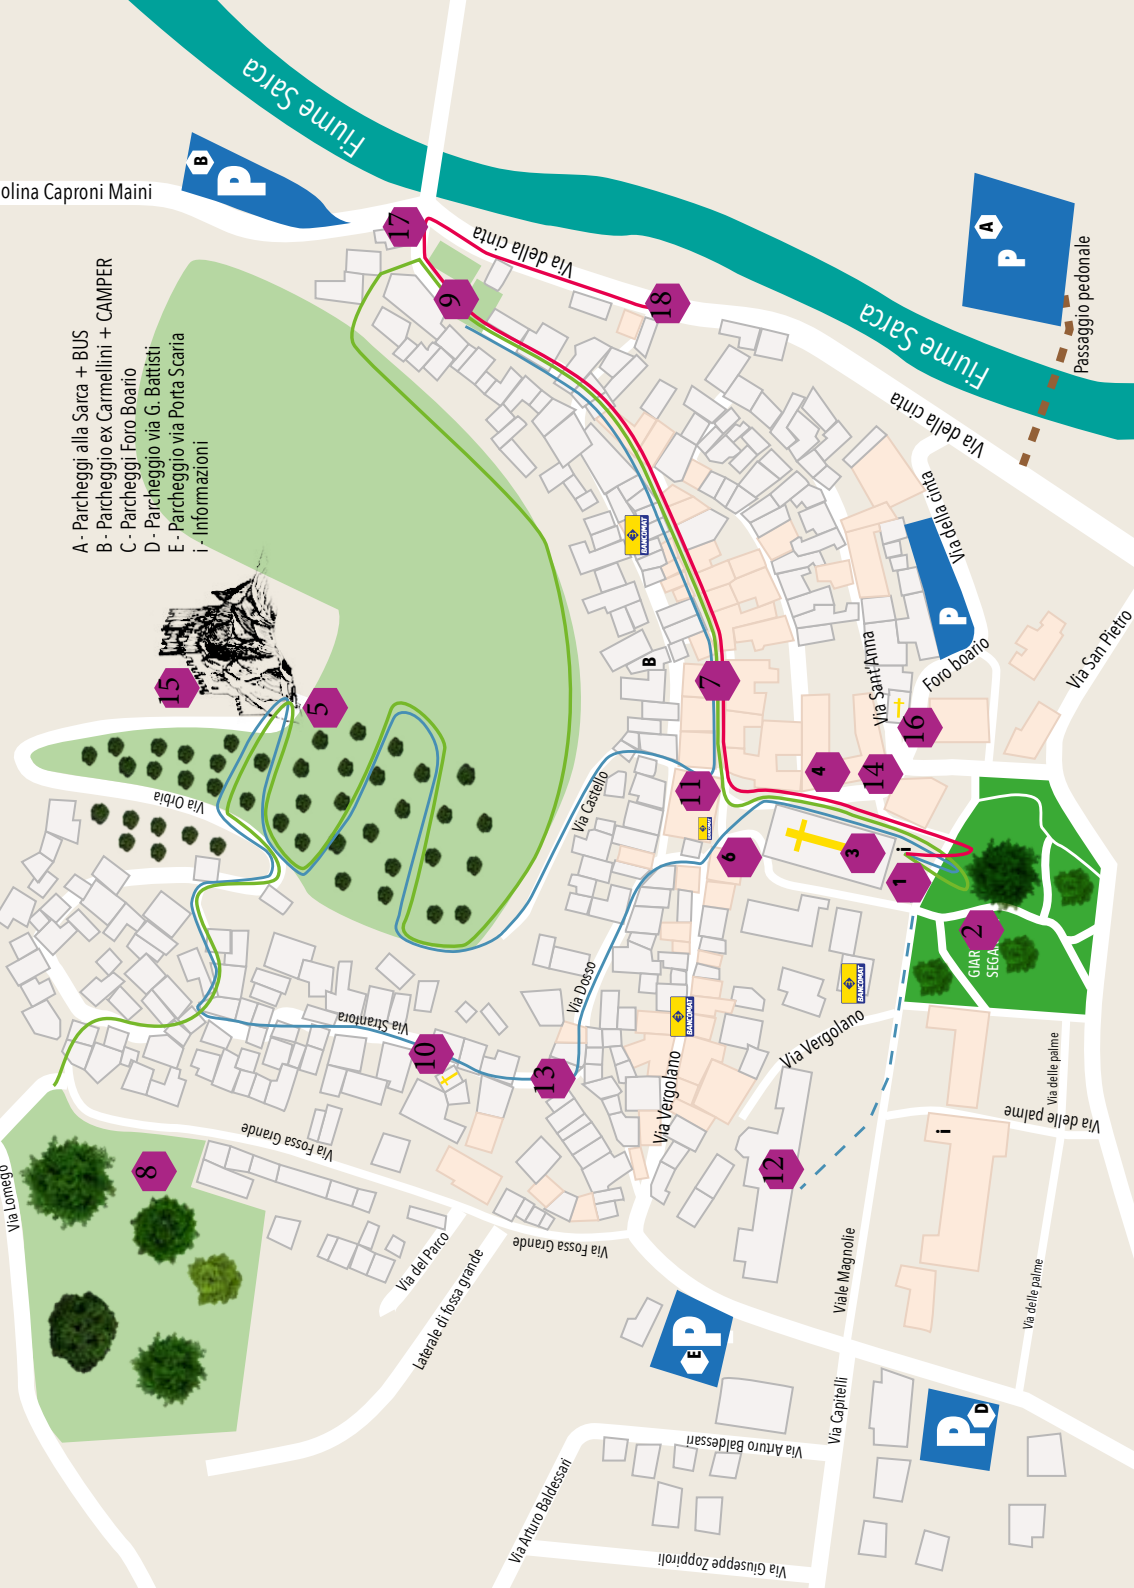 A - Parcheggi alla Sarca + BUS
B - Parcheggio ex Carmellini + CAMPER
C - Parcheggi Foro Boario
D - Parcheggio via G. Battisti
E - Parcheggio via Porta Scaria
i - Informazioni
olina Caproni Maini
P
B
Fiume Sarca
17
9
Via della cinta
18
P
A
Passaggio pedonale
Fiume Sarca
Via della cinta
Via della cinta
P
Foro boario
Via San Pietro
Via Sant'Anna
16
14
4
7
B
BANCOMAT
15
5
Via Orbia
Via Castello
11
BANCOMAT
6
3
i
1
2
GIAR
SEGA
BANCOMAT
BANCOMAT
Via Dosso
Via Strantora
10
13
Via Vergolano
Via Vergolano
12
i
Via delle palme
Via delle palme
Via delle palme
Viale Magnolie
Via Fossa Grande
8
Via Lomego
Via del Parco
Laterale di fossa grande
Via Fossa Grande
P
E
P
D
Via Capitelli
Via Arturo Baldessari
Via Arturo Baldessari
Via Giuseppe Zoppiroli